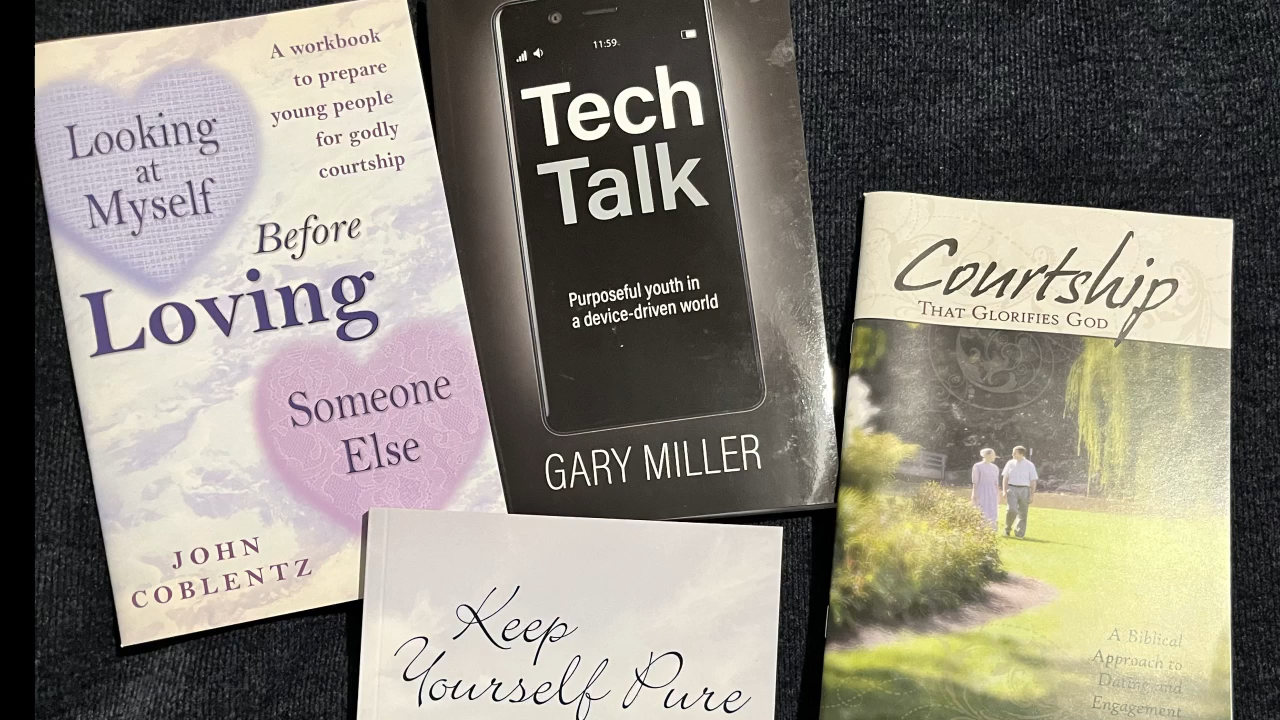 A workbook
to prepare
young people
for godly
courtship
Looking
at
Myself
Before
Loving
Someone
Else
JOHN
COBLENTZ
11:59
Tech
Talk
Purposeful youth in
a device-driven world
GARY MILLER
Keep
Yourself Pure
Courtship
THAT GLORIFIES GOD
A Biblical
Approach to
Dating and
Engagement